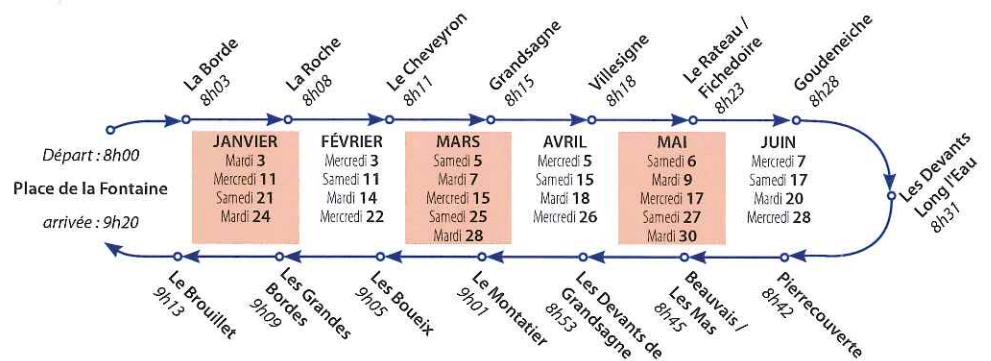 La Borde
8h03
La Roche
8h08
Le Cheveyron
8h11
Grandsagne
8h15
Villesigne
8h18
Le Rateau /
Fichedoire
8h23
Goudeneiche
8h28
Les Devants
Long l'Eau
8h31
Départ : 8h00
Place de la Fontaine
arrivée : 9h20
JANVIER
Mardi 3
Mercredi 11
Samedi 21
Mardi 24
FÉVRIER
Mercredi 3
Samedi 11
Mardi 14
Mercredi 22
MARS
Samedi 5
Mardi 7
Mercredi 15
Samedi 25
Mardi 28
AVRIL
Mercredi 5
Samedi 15
Mardi 18
Mercredi 26
MAI
Samedi 6
Mardi 9
Mercredi 17
Samedi 27
Mardi 30
JUIN
Mercredi 7
Samedi 17
Mardi 20
Mercredi 28
Le Brouillet
9h13
Les Grandes
Bordes
9h09
Les Boueix
9h05
Le Montatier
9h01
Les Devants de
Grandsagne
8h53
Beauvais /
Les Mas
8h45
Pierrecouverte
8h42